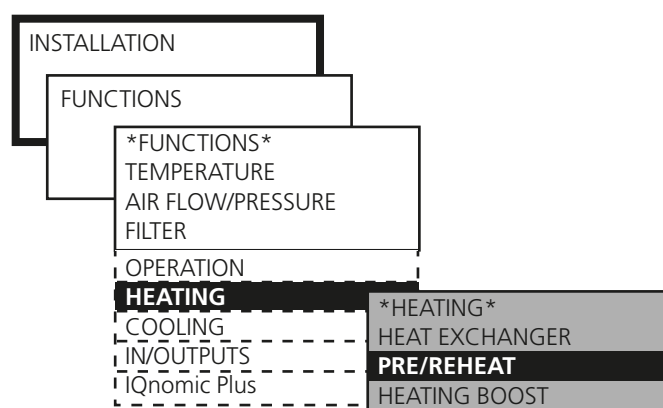 INSTALLATION
FUNCTIONS
*FUNCTIONS*
TEMPERATURE
AIR FLOW/PRESSURE
FILTER
OPERATION
HEATING
COOLING
IN/OUTPUTS
IQnomic Plus
*HEATING*
HEAT EXCHANGER
PRE/REHEAT
HEATING BOOST